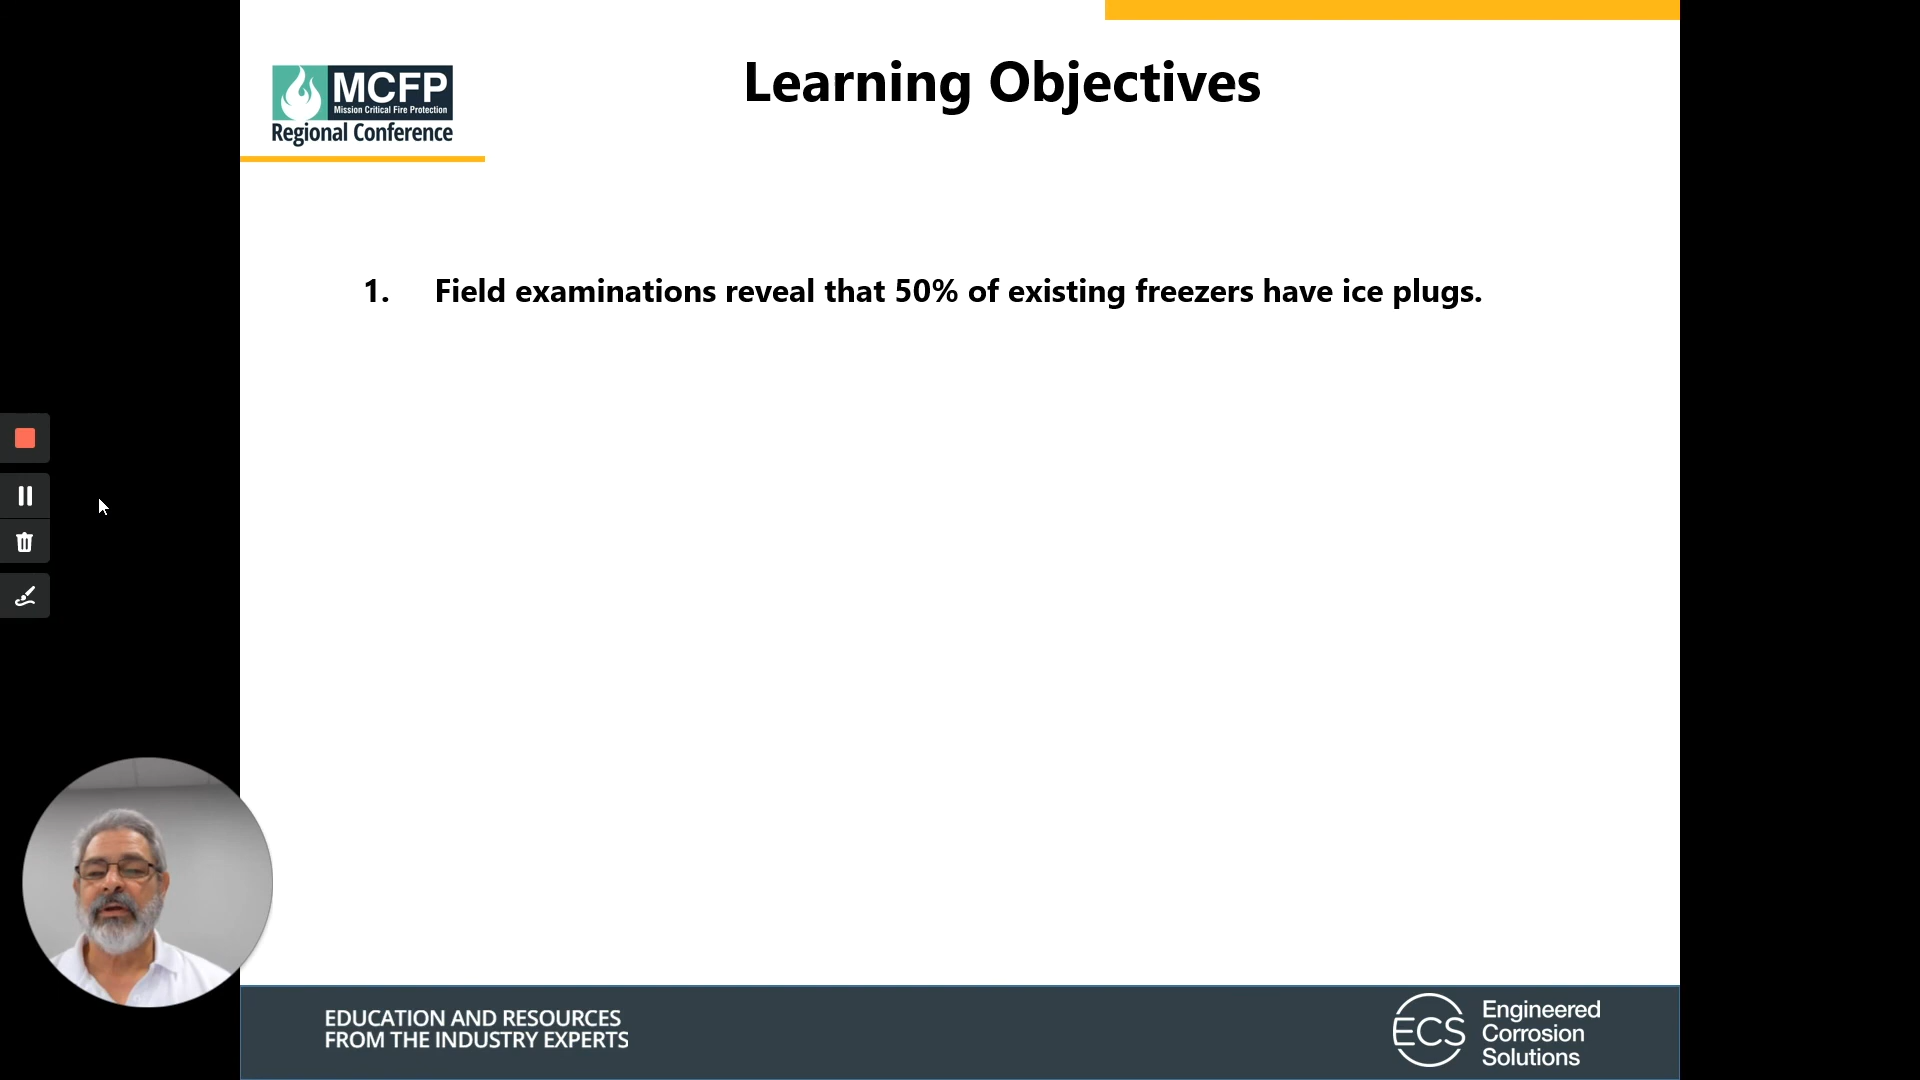 MCFP
Mission Critical Fire Protection
Regional Conference
Learning Objectives
1. Field examinations reveal that 50% of existing freezers have ice plugs.
EDUCATION AND RESOURCES
FROM THE INDUSTRY EXPERTS
ECS
Engineered
Corrosion
Solutions